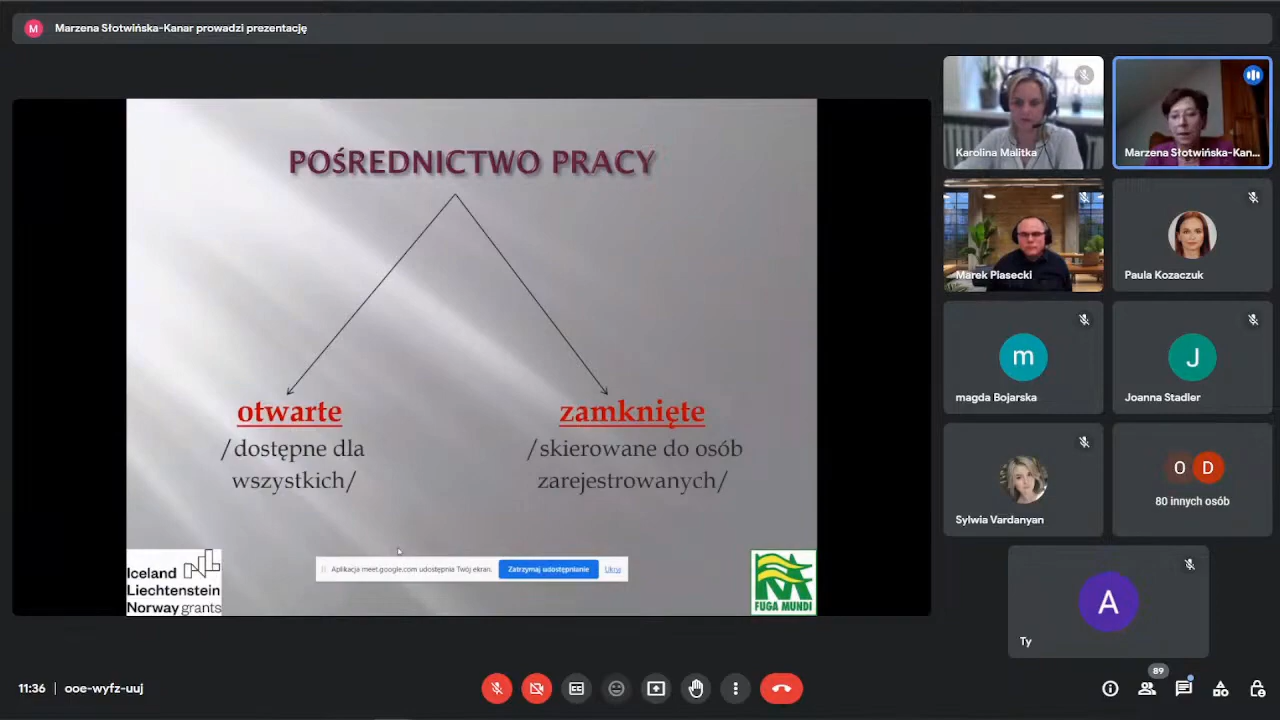 M
Marzena Słotwińska-Kanar prowadzi prezentację
POŚREDNICTWO PRACY
otwarte
/dostępne dla
wszystkich/
zamknięte
/skierowane do osób
zarejestrowanych/
Iceland
Liechtenstein
Norway grants
Aplikacja meet.google.com udostępnia Twój ekran.
Zatrzymaj udostępnianie
Ukryj
FUGA MUNDI
Karolina Malitka
Marzena Słotwińska-Kan...
Marek Piasecki
Paula Kozaczuk
m
magda Bojarska
J
Joanna Stadler
Sylwia Vardanyan
O D
80 innych osób
A
Ty
11:36 | ooe-wyfz-uuj
89